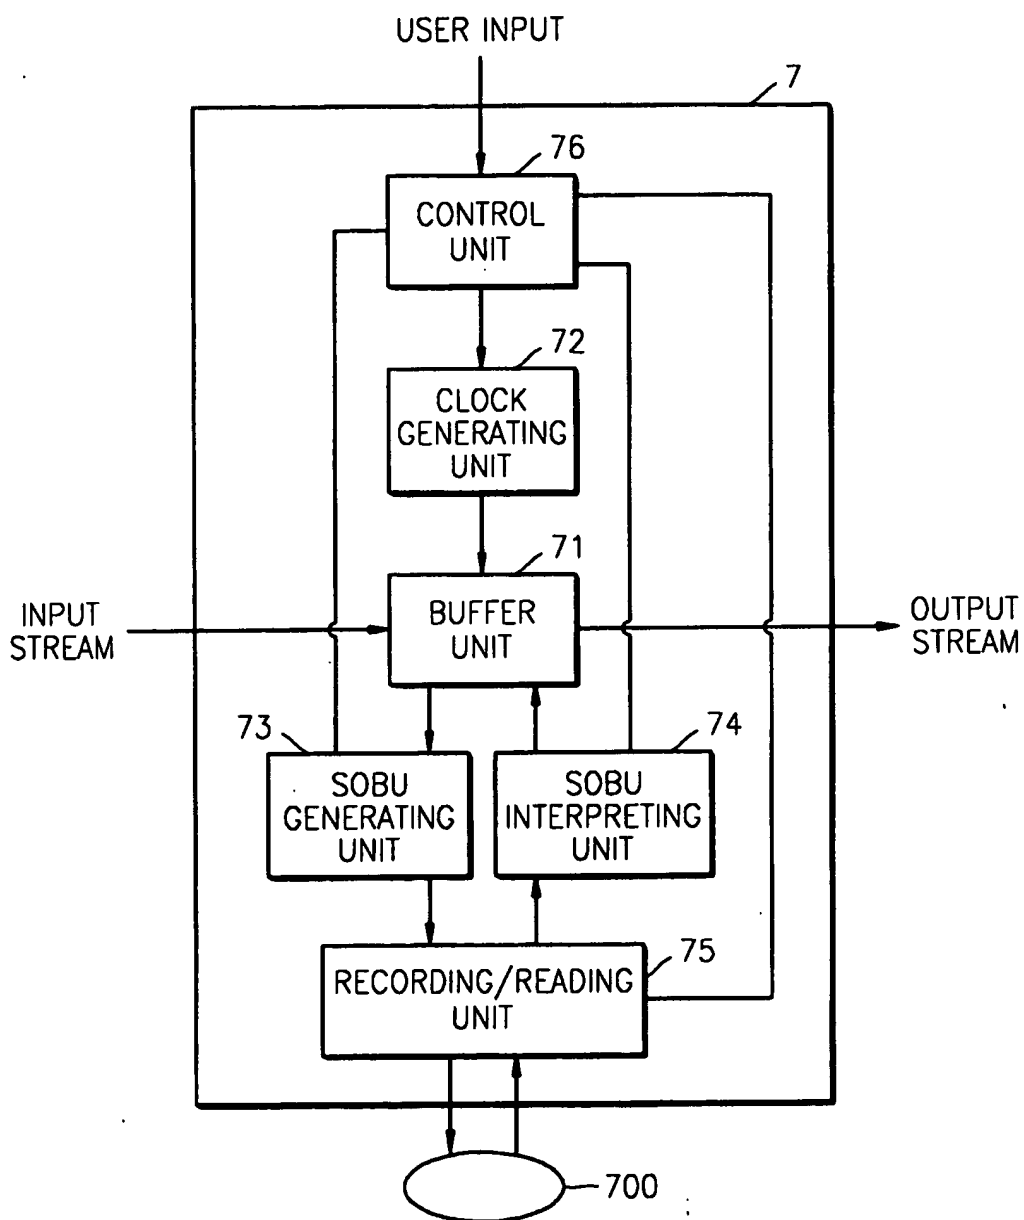 USER INPUT
7
76
CONTROL
UNIT
72
CLOCK
GENERATING
UNIT
71
BUFFER
UNIT
INPUT
STREAM
OUTPUT
STREAM
73
SOBU
GENERATING
UNIT
74
SOBU
INTERPRETING
UNIT
75
RECORDING/READING
UNIT
700